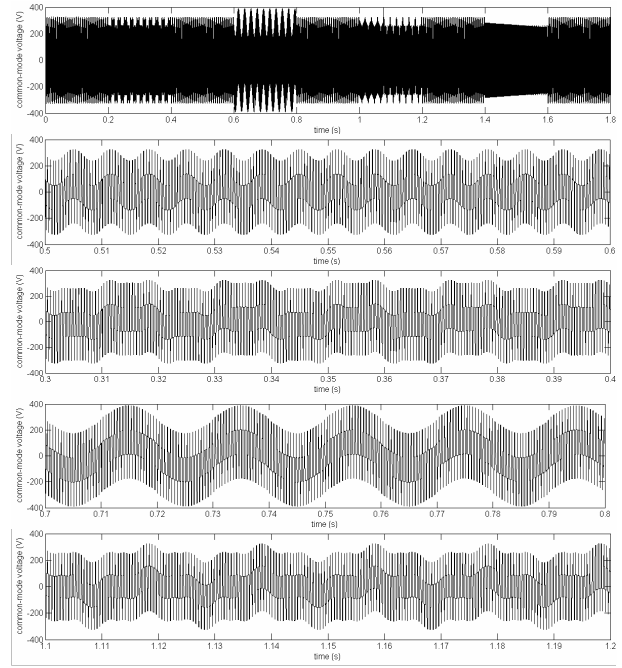 common-mode voltage (V)
400
200
0
-200
-400
0 0.2 0.4 0.6 0.8 1 1.2 1.4 1.6 1.8
time (s)
common-mode voltage (V)
400
200
0
-200
-400
0.5 0.51 0.52 0.53 0.54 0.55 0.56 0.57 0.58 0.59 0.6
time (s)
common-mode voltage (V)
400
200
0
-200
-400
0.3 0.31 0.32 0.33 0.34 0.35 0.36 0.37 0.38 0.39 0.4
time (s)
common-mode voltage (V)
400
200
0
-200
-400
0.7 0.71 0.72 0.73 0.74 0.75 0.76 0.77 0.78 0.79 0.8
time (s)
common-mode voltage (V)
400
200
0
-200
-400
1.1 1.11 1.12 1.13 1.14 1.15 1.16 1.17 1.18 1.19 1.2
time (s)